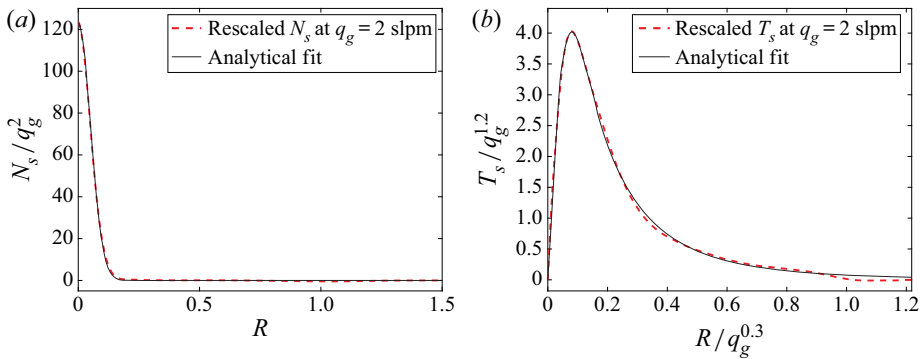 (a)
120
100
80
60
40
20
0
N_s/q_g^2
0
0.5
1.0
1.5
R
Rescaled N_s at q_g = 2 slpm
Analytical fit
(b)
4.0
3.5
3.0
2.5
2.0
1.5
1.0
0.5
0
T_s/q_g^1.2
0
0.2
0.4
0.6
0.8
1.0
1.2
R/q_g^0.3
Rescaled T_s at q_g = 2 slpm
Analytical fit